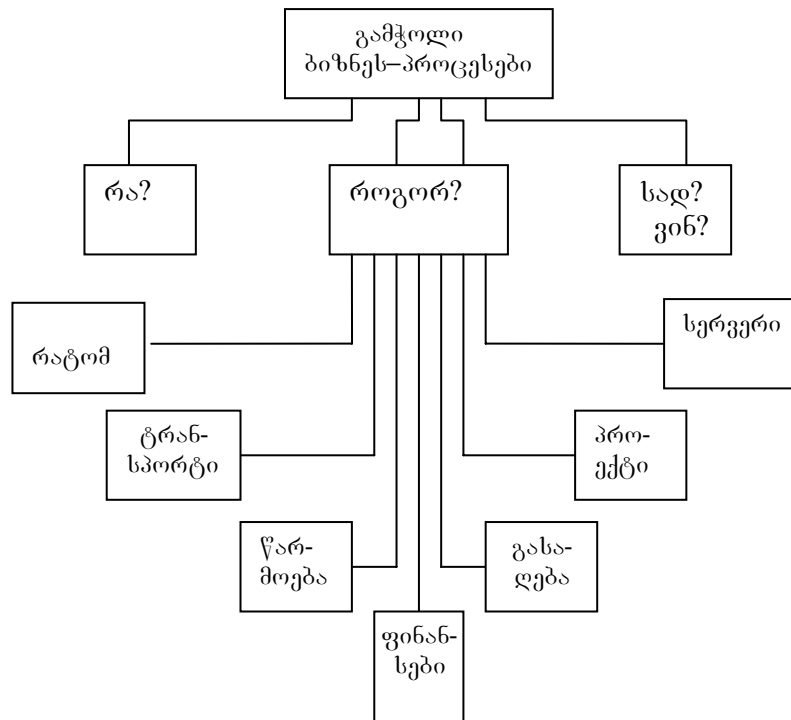 გამჭოლი
ბიზნეს–პროცესები
რა?
როგორ?
სად?
ვინ?
რატომ
სერვერი
ტრან-
სპორტი
პრო-
ექტი
წარ-
მოება
გასა-
ღება
ფინან-
სები